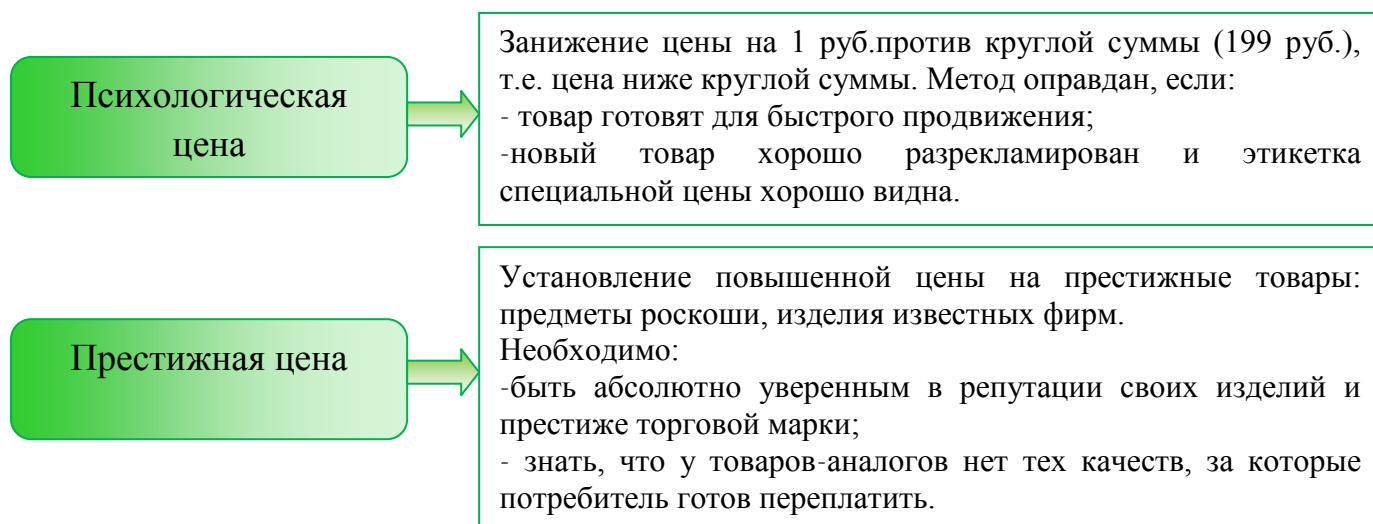 Психологическая
цена
Занижение цены на 1 руб.против круглой суммы (199 руб.),
т.е. цена ниже круглой суммы. Метод оправдан, если:
- товар готовят для быстрого продвижения;
-новый товар хорошо разрекламирован и этикетка
специальной цены хорошо видна.
Престижная цена
Установление повышенной цены на престижные товары:
предметы роскоши, изделия известных фирм.
Необходимо:
-быть абсолютно уверенным в репутации своих изделий и
престиже торговой марки;
- знать, что у товаров-аналогов нет тех качеств, за которые
потребитель готов переплатить.